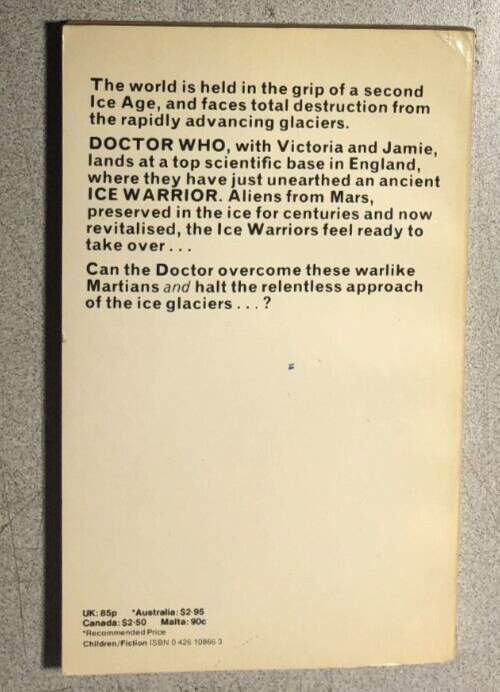 The world is held in the grip of a second
Ice Age, and faces total destruction from
the rapidly advancing glaciers.
DOCTOR WHO, with Victoria and Jamie,
lands at a top scientific base in England,
where they have just unearthed an ancient
ICE WARRIOR. Aliens from Mars,
preserved in the ice for centuries and now
revitalised, the Ice Warriors feel ready to
take over...
Can the Doctor overcome these warlike
Martians and halt the relentless approach
of the ice glaciers...?
UK: 85p *Australia: $2·95
Canada: $2·50 Malta: 90c
*Recommended Price
Children/Fiction ISBN 0 426 10866 3